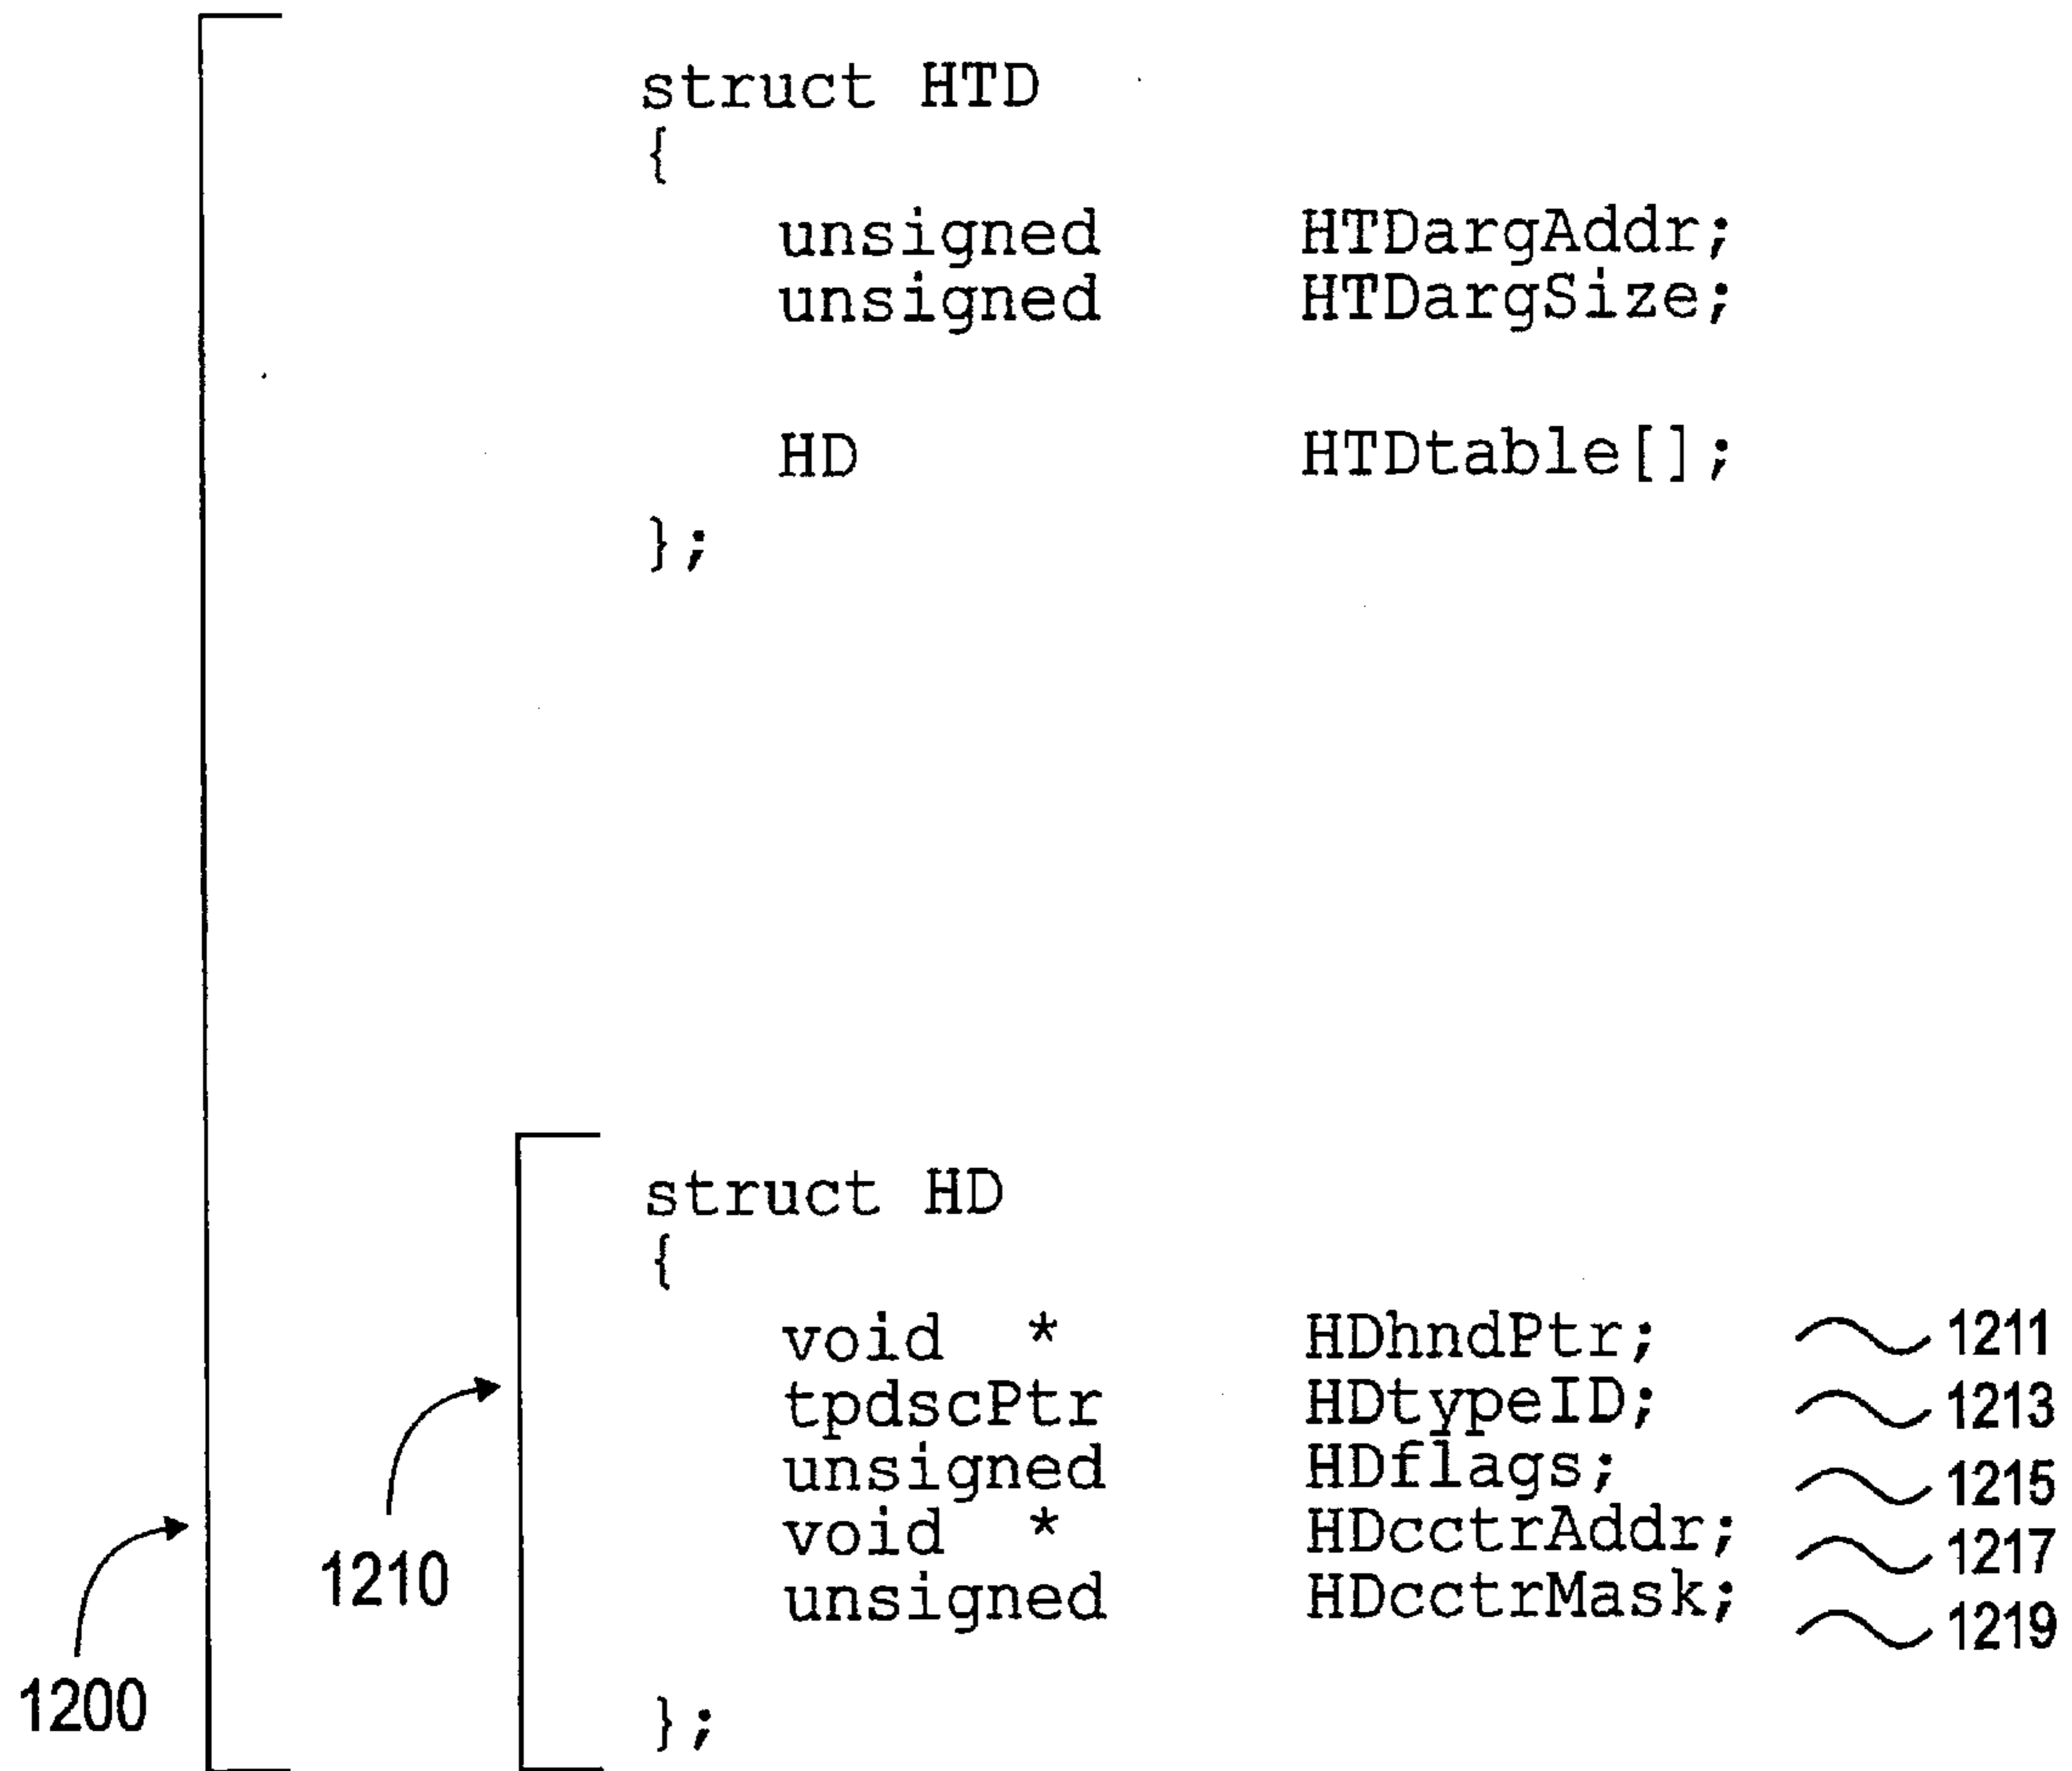 struct HTD
{
unsigned HTDargAddr;
unsigned HTDargSize;
HD HTDtable[];
};
struct HD
{
void * HDhndPtr; 1211
tpdscPtr HDtypeID; 1213
unsigned HDflags; 1215
void * HDcctrAddr; 1217
unsigned HDcctrMask; 1219
};
1210
1200